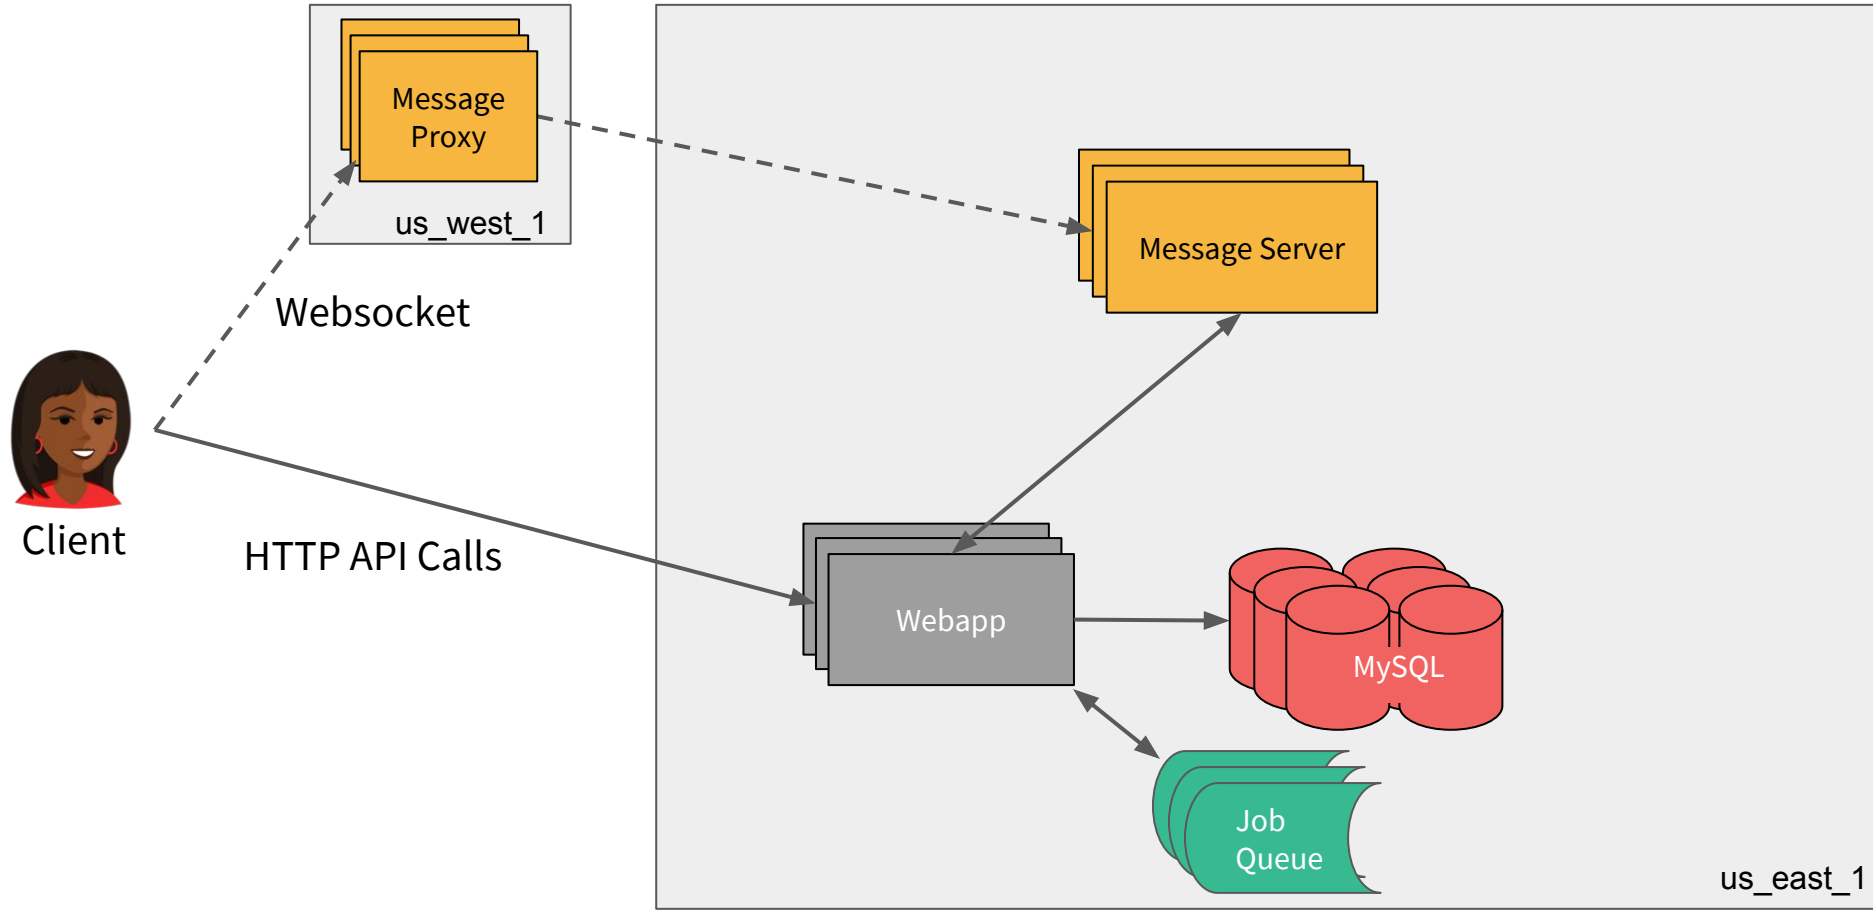 Message
Proxy
us_west_1
Message Server
Websocket
Client
HTTP API Calls
Webapp
MySQL
Job
Queue
us_east_1